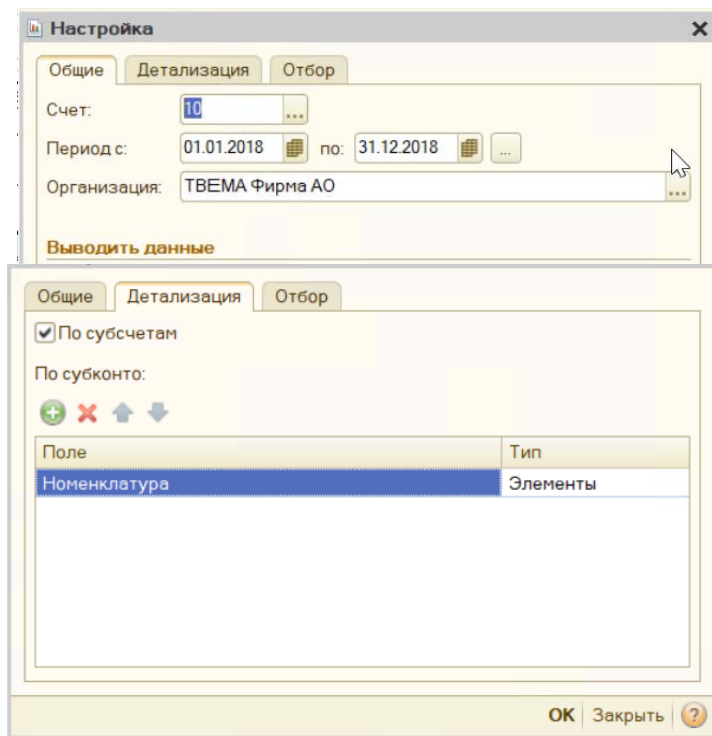 Настройка
Общие Детализация Отбор
Счет: 10 ...
Период с: 01.01.2018 по: 31.12.2018 ...
Организация: ТВЕМА Фирма АО ...
Выводить данные
Общие Детализация Отбор
По субсчетам
По субконто:
Поле Тип
Номенклатура Элементы
OK Закрыть ?